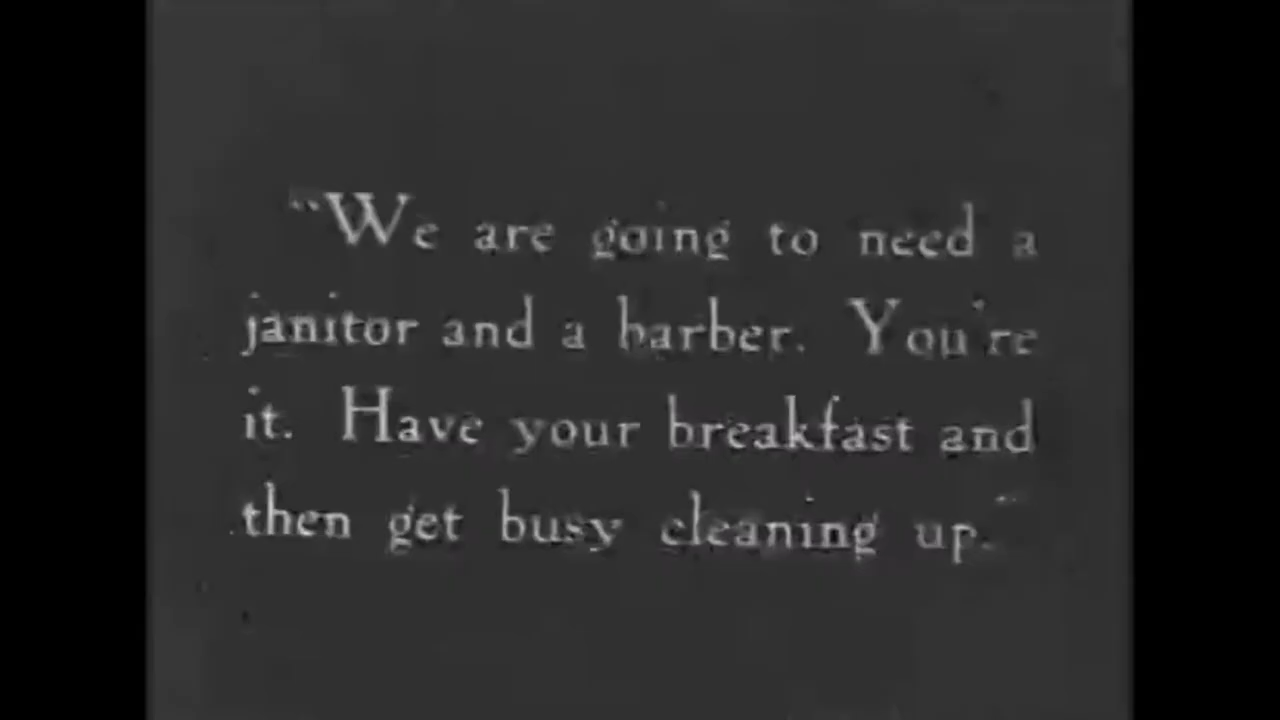 "We are going to need a
janitor and a barber. You're
it. Have your breakfast and
then get busy cleaning up."